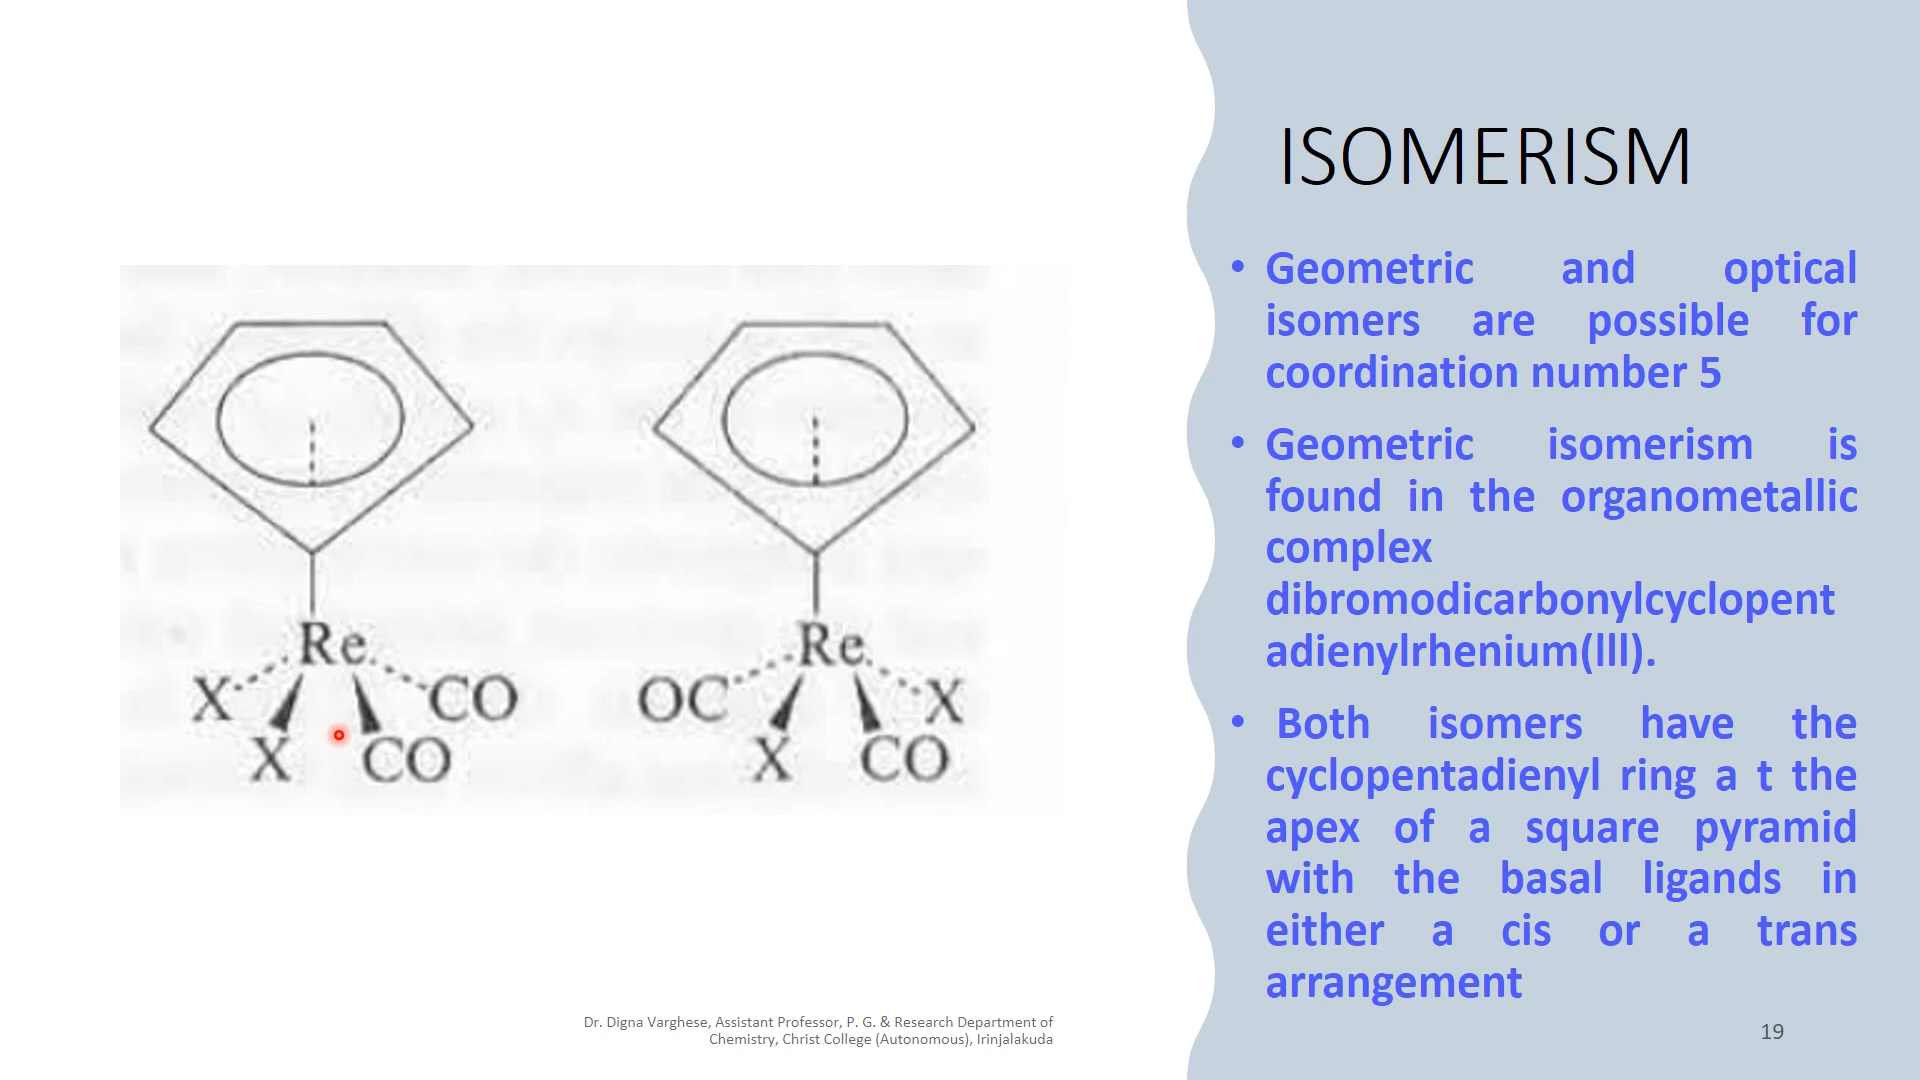 ISOMERISM
• Geometric and optical
isomers are possible for
coordination number 5
• Geometric isomerism is
found in the organometallic
complex
dibromodicarbonylcyclopent
adienylrhenium(lll).
• Both isomers have the
cyclopentadienyl ring a t the
apex of a square pyramid
with the basal ligands in
either a cis or a trans
arrangement
Re
X CO
X CO
Re
OC X
X CO
Dr. Digna Varghese, Assistant Professor, P. G. & Research Department of
Chemistry, Christ College (Autonomous), Irinjalakuda
19